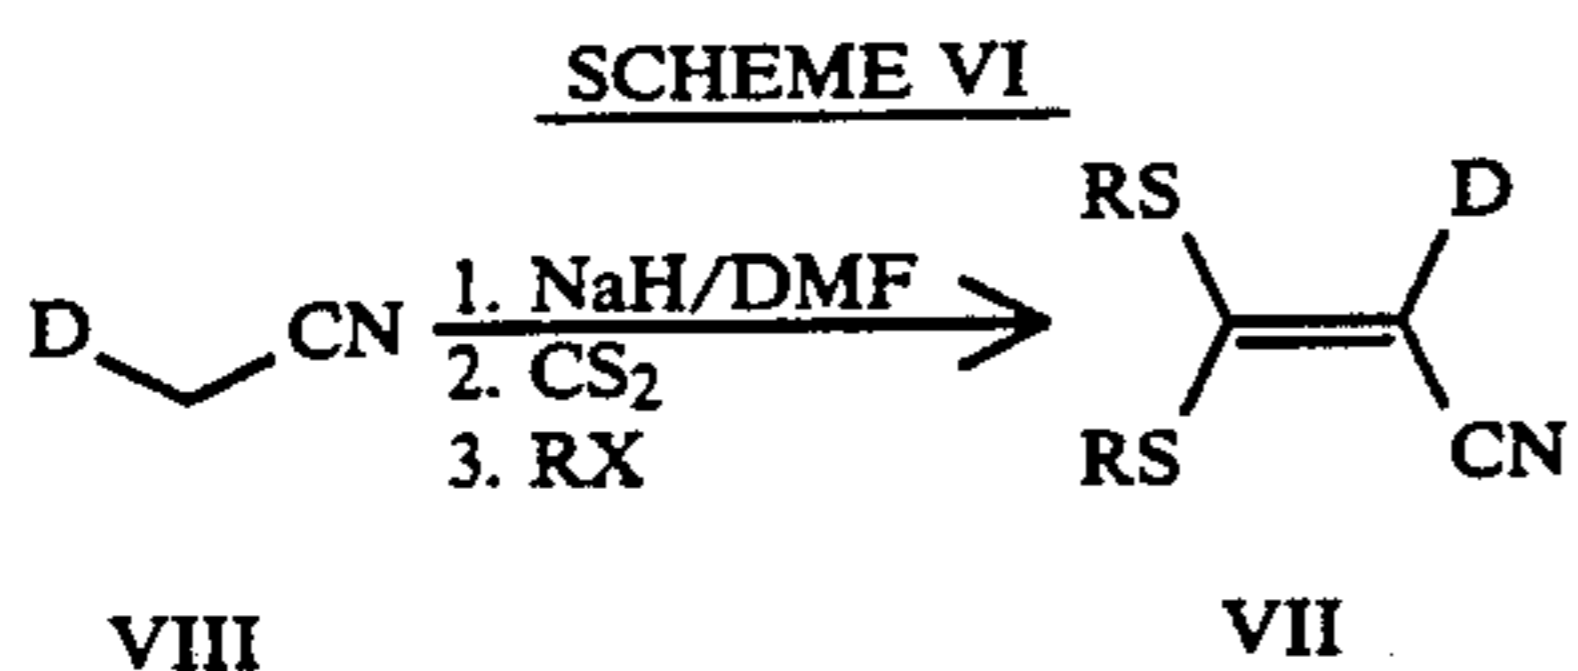 SCHEME VI
D CN
1. NaH/DMF
2. CS2
3. RX
RS D
RS CN
VIII VII